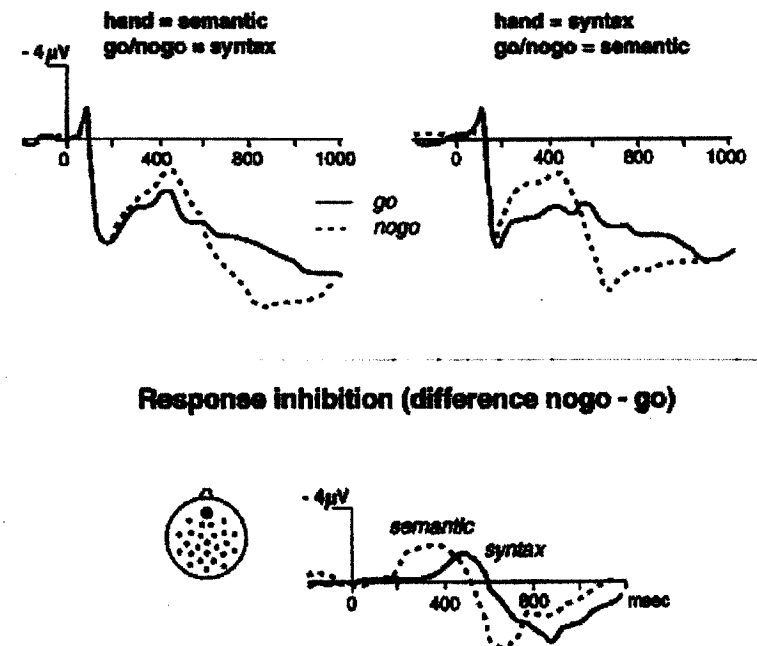 hand = semantic
go/nogo = syntax
- 4μV
0 400 800 1000
hand = syntax
go/nogo = semantic
0 400 800 1000
go
nogo
Response inhibition (difference nogo - go)
- 4μV
semantic
syntax
0 400 800 msec